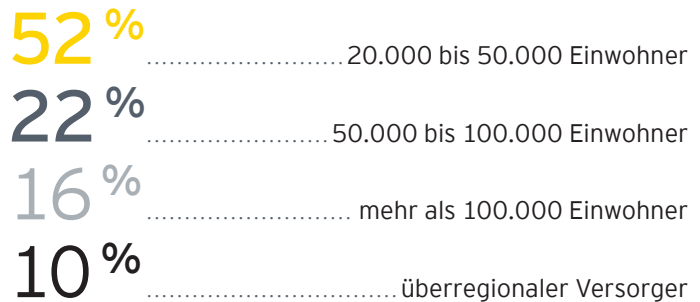 52 % ........................... 20.000 bis 50.000 Einwohner
22 % ......................... 50.000 bis 100.000 Einwohner
16 % ............................ mehr als 100.000 Einwohner
10 % .................................. überregionaler Versorger